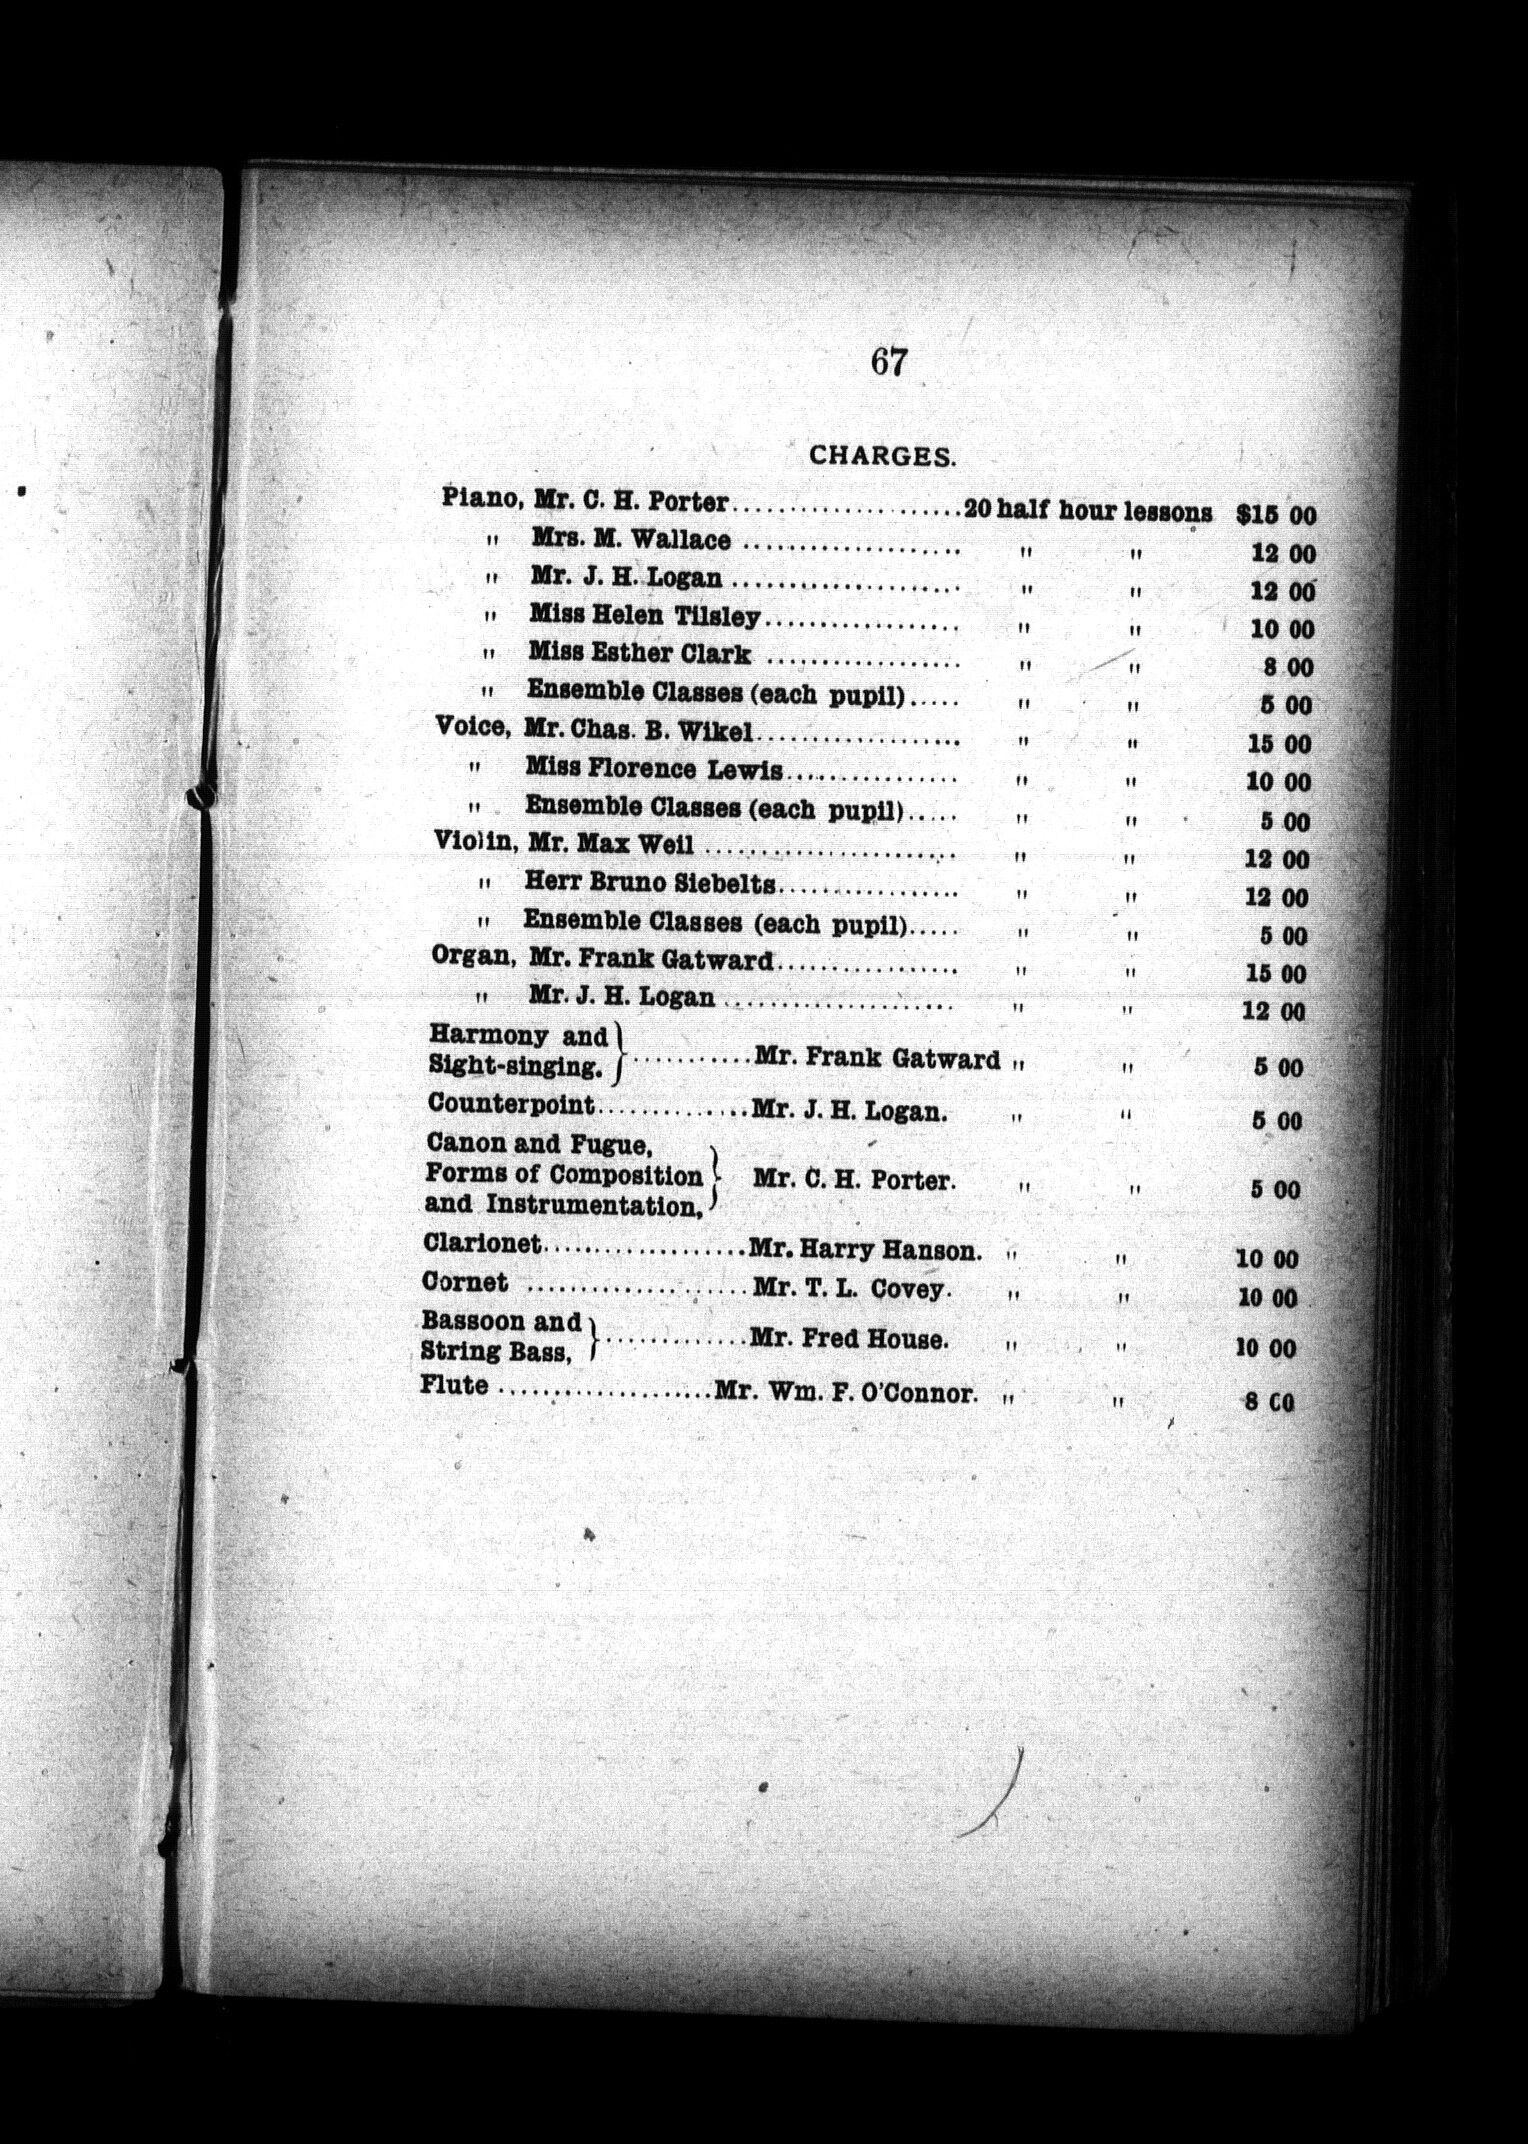 67
CHARGES.
Piano, Mr. C. H. Porter....................20 half hour lessons $15 00
" Mrs. M. Wallace ................... " " 12 00
" Mr. J. H. Logan .................... " " 12 00
" Miss Helen Tilsley................. " " 10 00
" Miss Esther Clark ................. " " 8 00
" Ensemble Classes (each pupil)..... " " 5 00
Voice, Mr. Chas. B. Wikel.................. " " 15 00
" Miss Florence Lewis............... " " 10 00
" Ensemble Classes (each pupil)..... " " 5 00
Violin, Mr. Max Weil ...................... " " 12 00
" Herr Bruno Siebelts................ " " 12 00
" Ensemble Classes (each pupil)..... " " 5 00
Organ, Mr. Frank Gatward................ " " 15 00
" Mr. J. H. Logan .................... " " 12 00
Harmony and
Sight-singing. } ...........Mr. Frank Gatward " " 5 00
Counterpoint.............Mr. J. H. Logan. " " 5 00
Canon and Fugue,
Forms of Composition } Mr. C. H. Porter. " " 5 00
and Instrumentation,
Clarionet..................Mr. Harry Hanson. " " 10 00
Cornet ....................Mr. T. L. Covey. " " 10 00
Bassoon and
String Bass, } .............Mr. Fred House. " " 10 00
Flute ...................Mr. Wm. F. O'Connor. " " 8 00